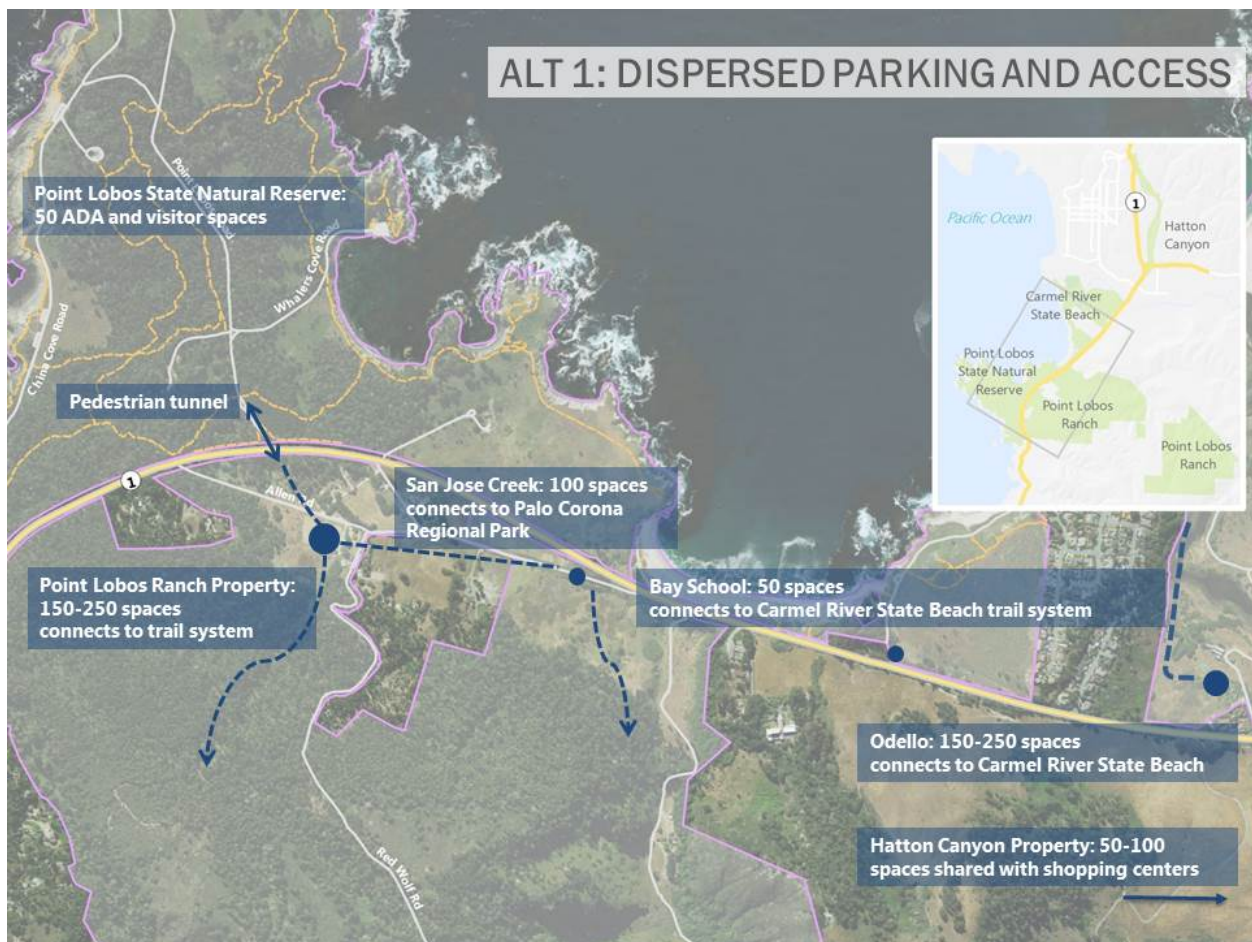 ALT 1: DISPERSED PARKING AND ACCESS
Point Lobos State Natural Reserve:
50 ADA and visitor spaces
Whalers Cove Road
China Cove Road
Pedestrian tunnel
1
San Jose Creek: 100 spaces
connects to Palo Corona
Regional Park
Point Lobos Ranch Property:
150-250 spaces
connects to trail system
Bay School: 50 spaces
connects to Carmel River State Beach trail system
Odello: 150-250 spaces
connects to Carmel River State Beach
Hatton Canyon Property: 50-100
spaces shared with shopping centers
Red Wolf Rd
Pacific Ocean
1
Hatton
Canyon
Carmel River
State Beach
Point Lobos
State Natural
Reserve
Point Lobos
Ranch
Point Lobos
Ranch